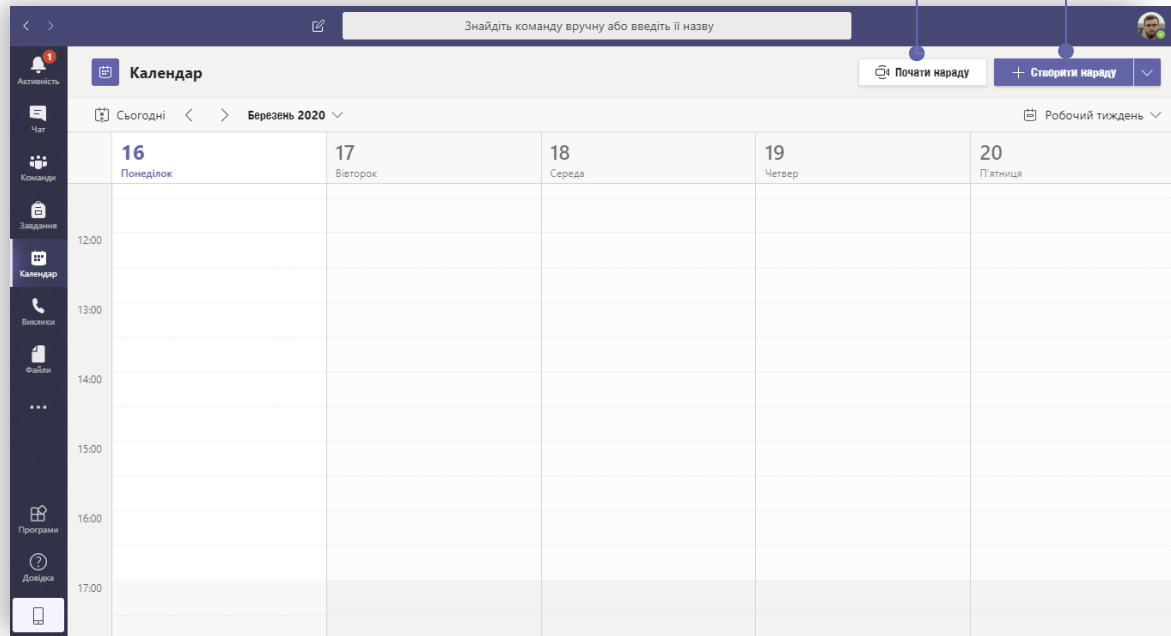 Знайдіть команду вручну або введіть її назву
1
Активність
Чат
Команди
Завдання
Календар
Виклики
Файли
Програми
Довідка
Календар
Почати нараду
Створити нараду
Сьогодні
Березень 2020
Робочий тиждень
16
Понеділок
17
Вівторок
18
Середа
19
Четвер
20
П'ятниця
12:00
13:00
14:00
15:00
16:00
17:00